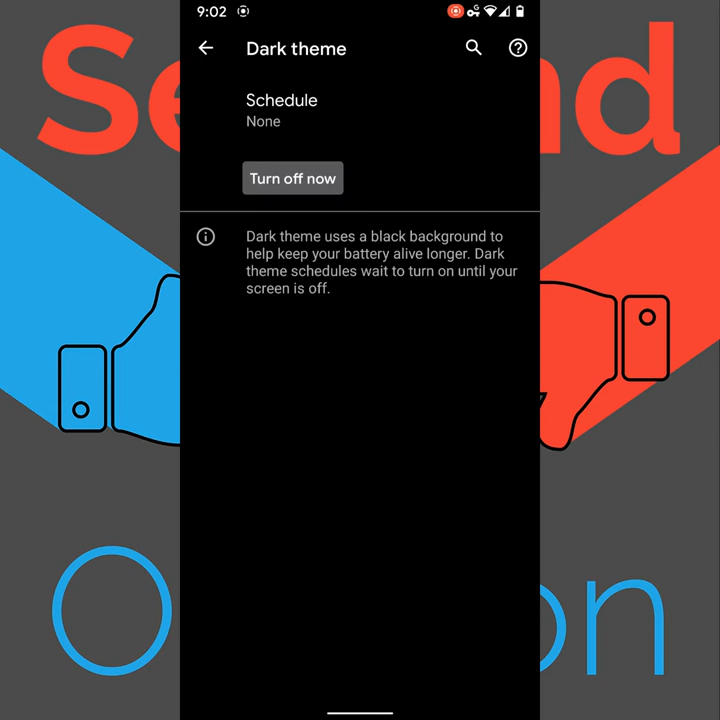 9:02
Dark theme
Schedule
None
Turn off now
Dark theme uses a black background to
help keep your battery alive longer. Dark
theme schedules wait to turn on until your
screen is off.